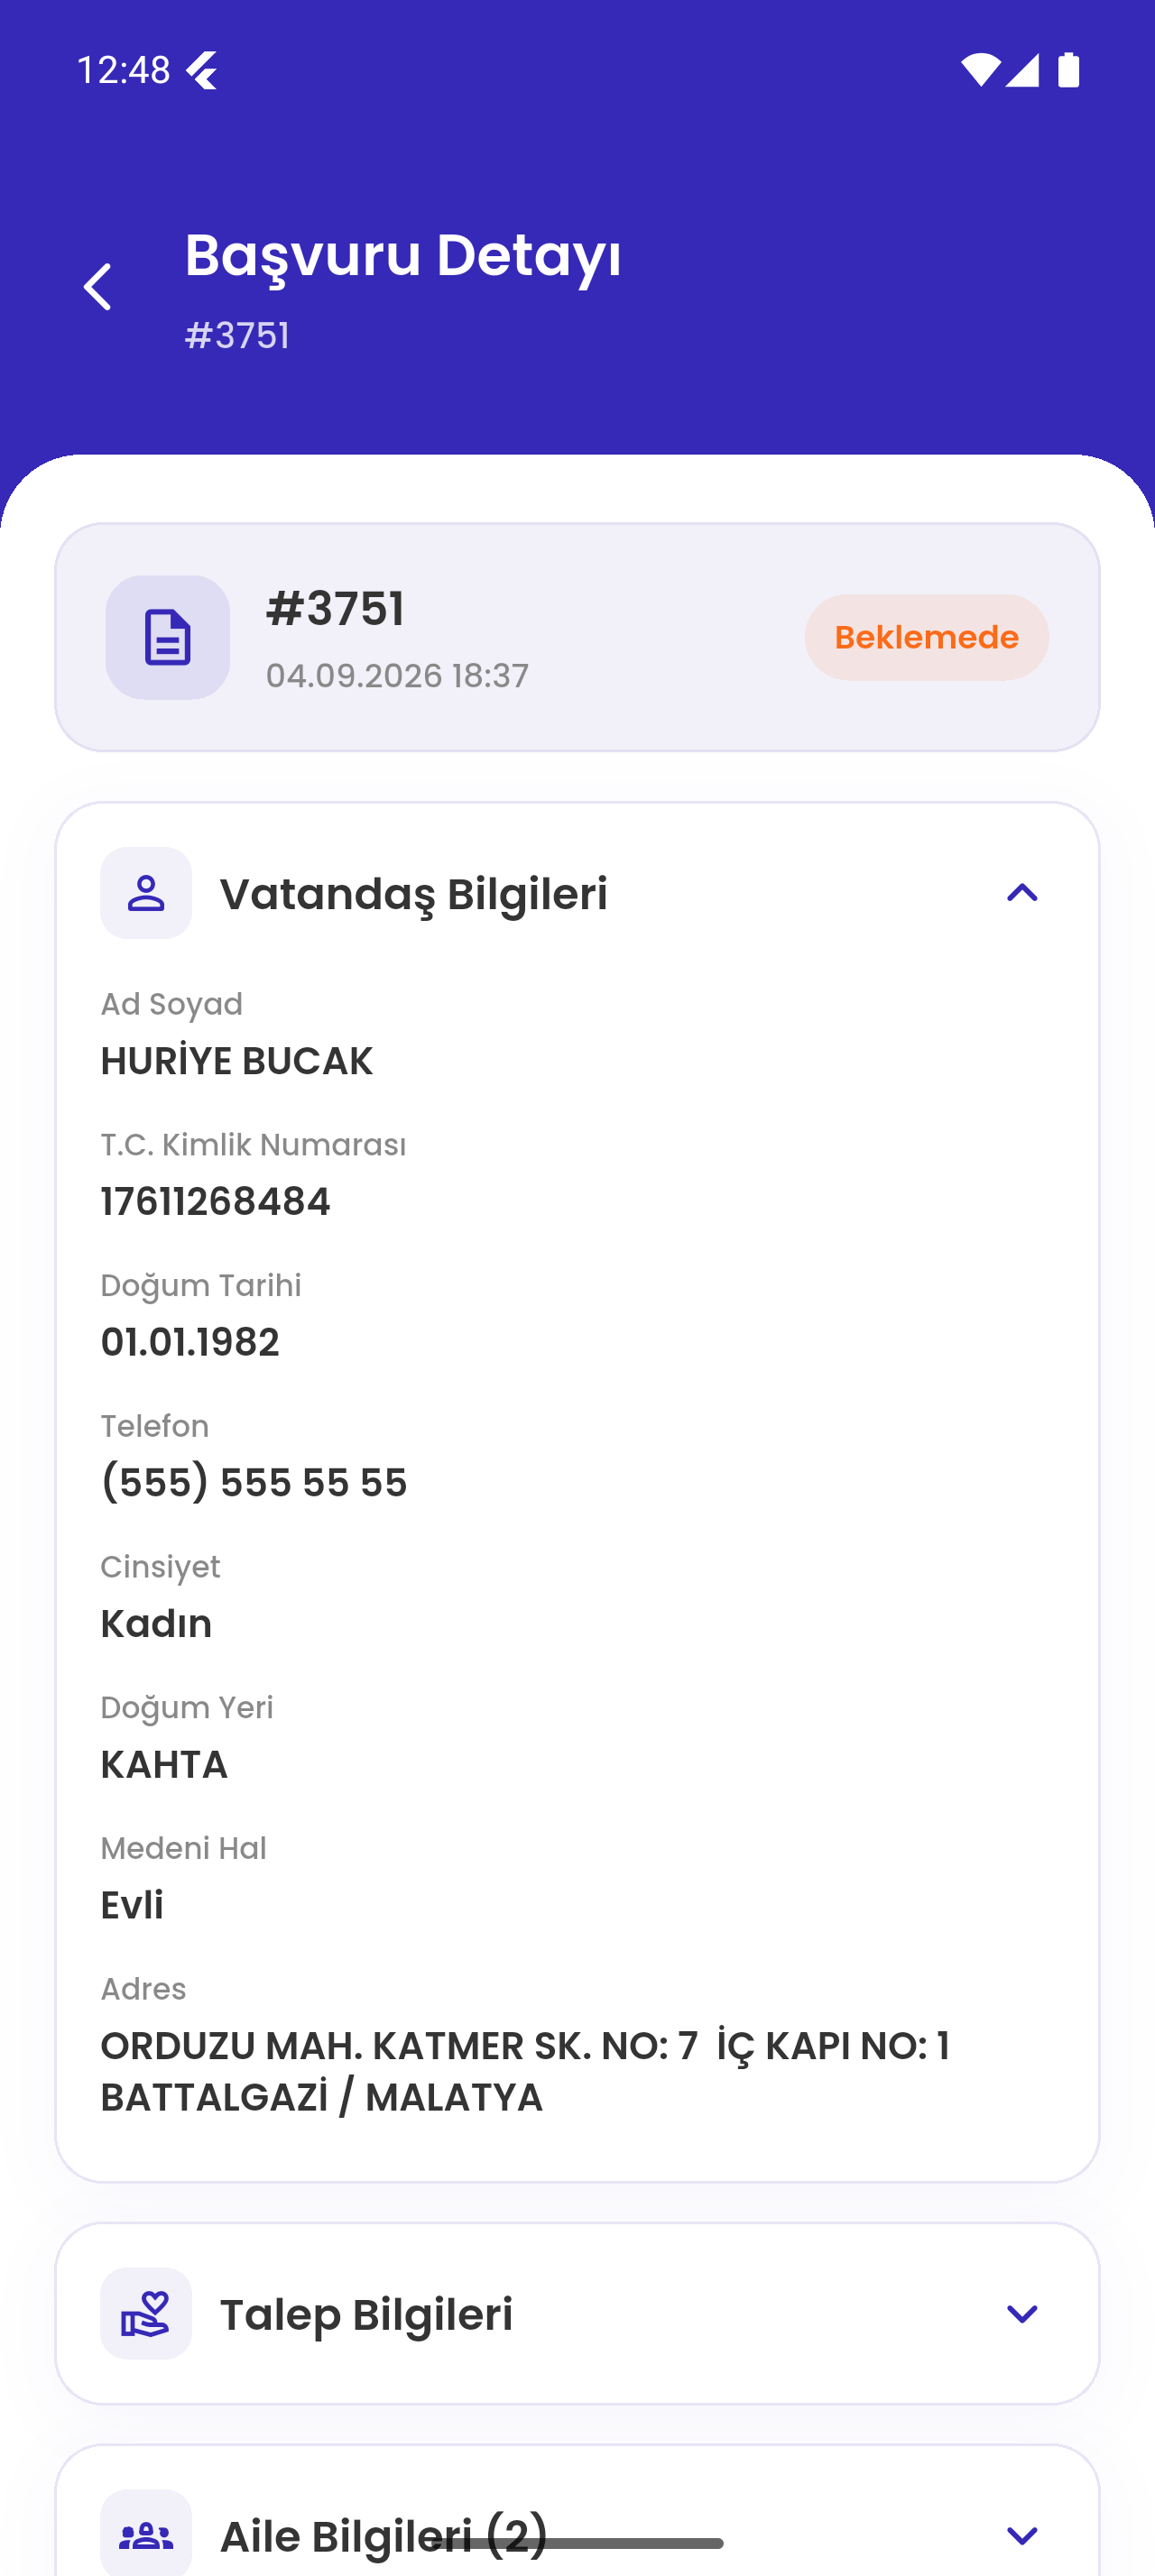 12:48
Başvuru Detayı
#3751
#3751
04.09.2026 18:37
Beklemede
Vatandaş Bilgileri
Ad Soyad
HURİYE BUCAK
T.C. Kimlik Numarası
17611268484
Doğum Tarihi
01.01.1982
Telefon
(555) 555 55 55
Cinsiyet
Kadın
Doğum Yeri
KAHTA
Medeni Hal
Evli
Adres
ORDUZU MAH. KATMER SK. NO: 7  İÇ KAPI NO: 1
BATTALGAZİ / MALATYA
Talep Bilgileri
Aile Bilgileri (2)